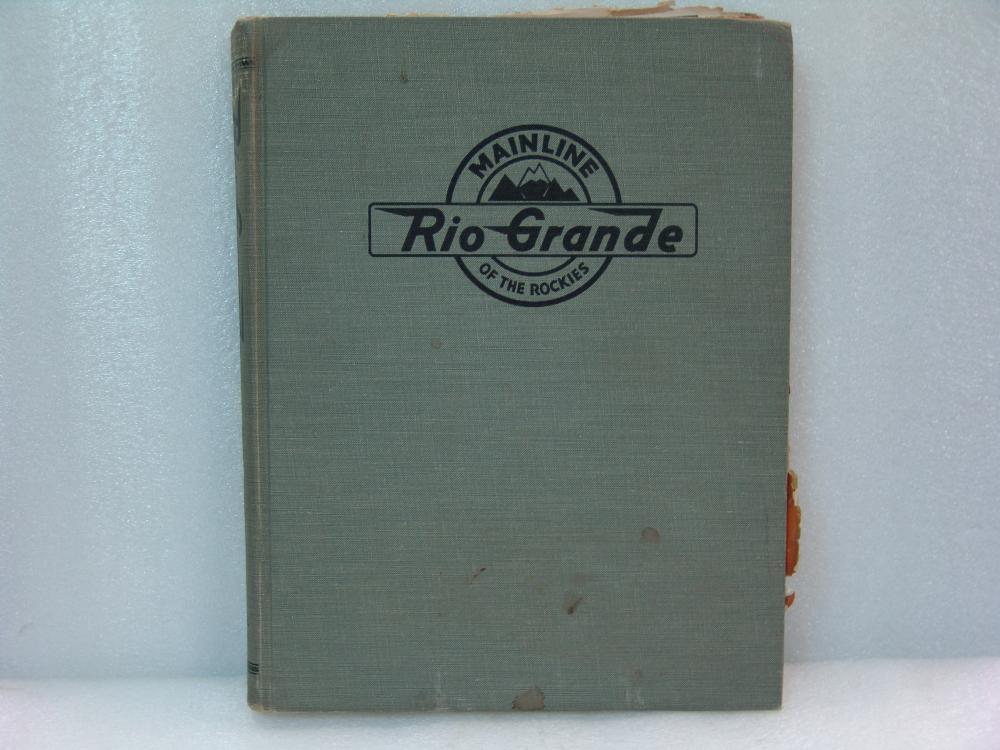 MAINLINE
Rio Grande
OF THE ROCKIES